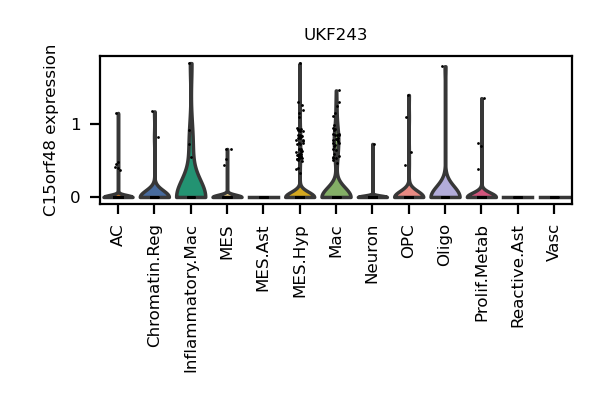 UKF243
C15orf48 expression
1
0
AC
Chromatin.Reg
Inflammatory.Mac
MES
MES.Ast
MES.Hyp
Mac
Neuron
OPC
Oligo
Prolif.Metab
Reactive.Ast
Vasc